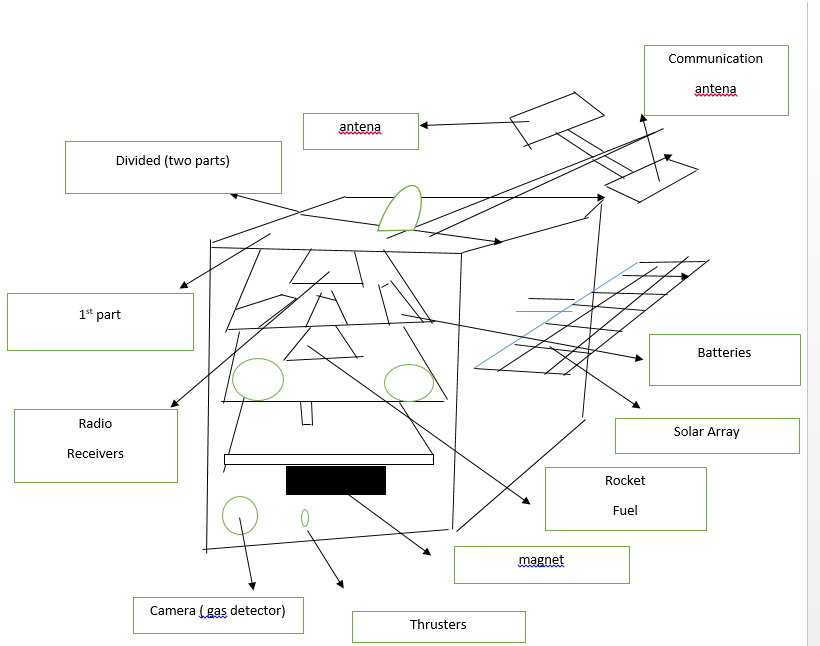 Communication
antena
antena
Divided (two parts)
1st part
Batteries
Radio
Receivers
Solar Array
Rocket
Fuel
magnet
Camera ( gas detector)
Thrusters